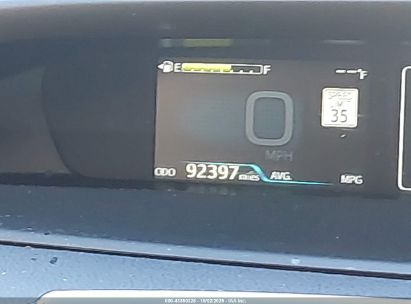 E F
--°F
SPEED
LIMIT
35
0
MPH
ODO 92397 miles AVG. MPG